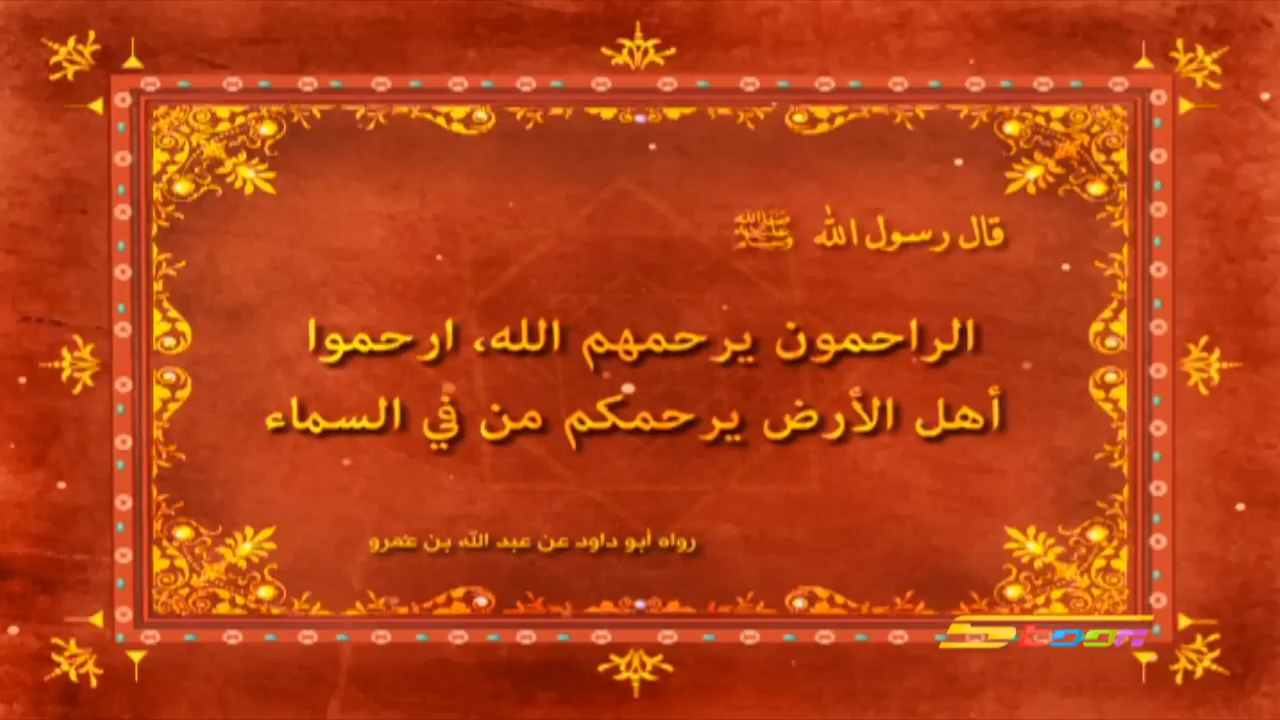 قال رسول الله ﷺ
الراحمون يرحمهم الله، ارحموا
أهل الأرض يرحمكم من في السماء
رواه أبو داود عن عبد الله بن عمرو
toon